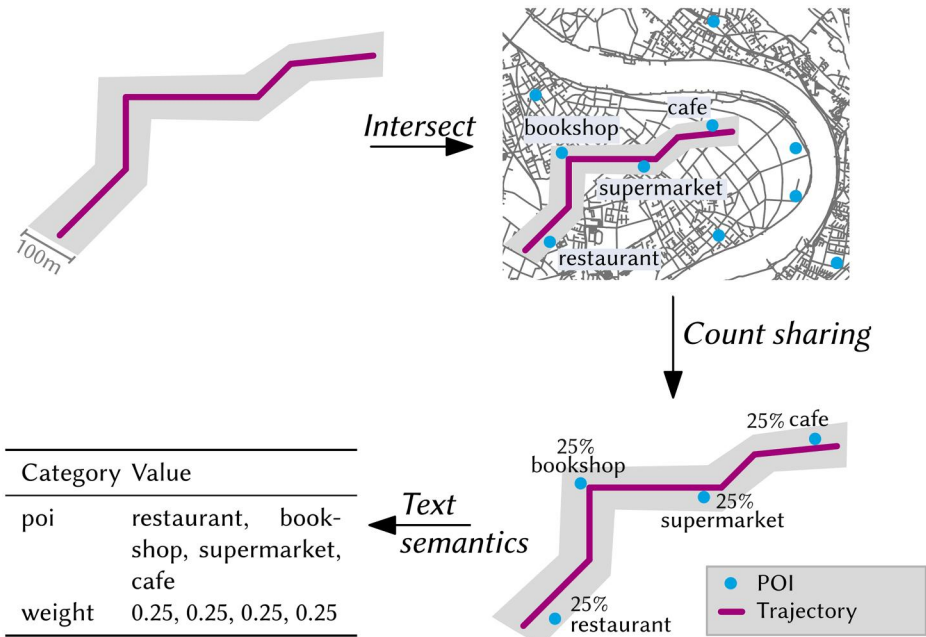 100m
Intersect
cafe
bookshop
supermarket
restaurant
Count sharing
25% cafe
25%
bookshop
25%
supermarket
25%
restaurant
Text
semantics
Category Value
poi restaurant, book-
shop, supermarket,
cafe
weight 0.25, 0.25, 0.25, 0.25
POI
Trajectory